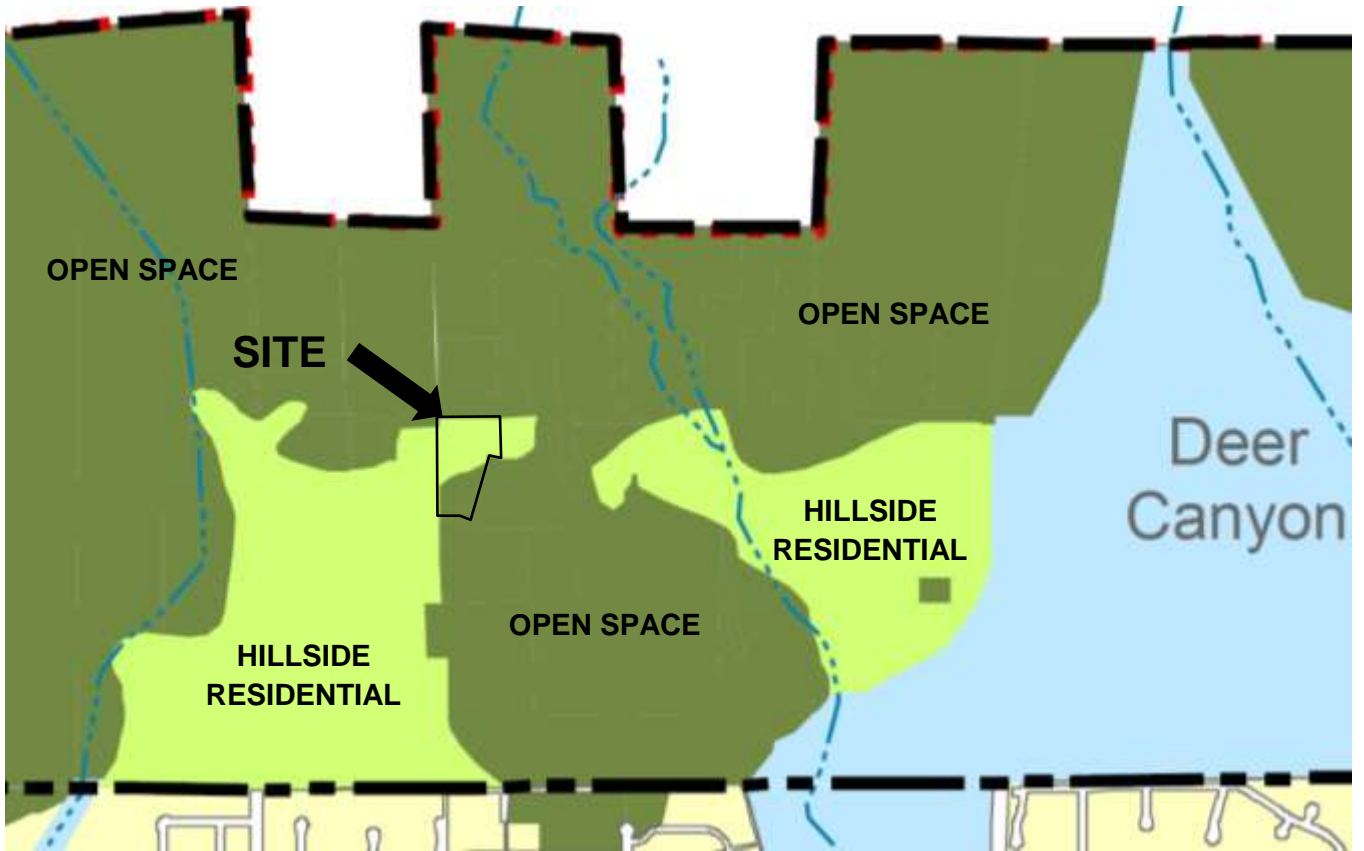 OPEN SPACE
OPEN SPACE
SITE
Deer
Canyon
HILLSIDE
RESIDENTIAL
OPEN SPACE
HILLSIDE
RESIDENTIAL